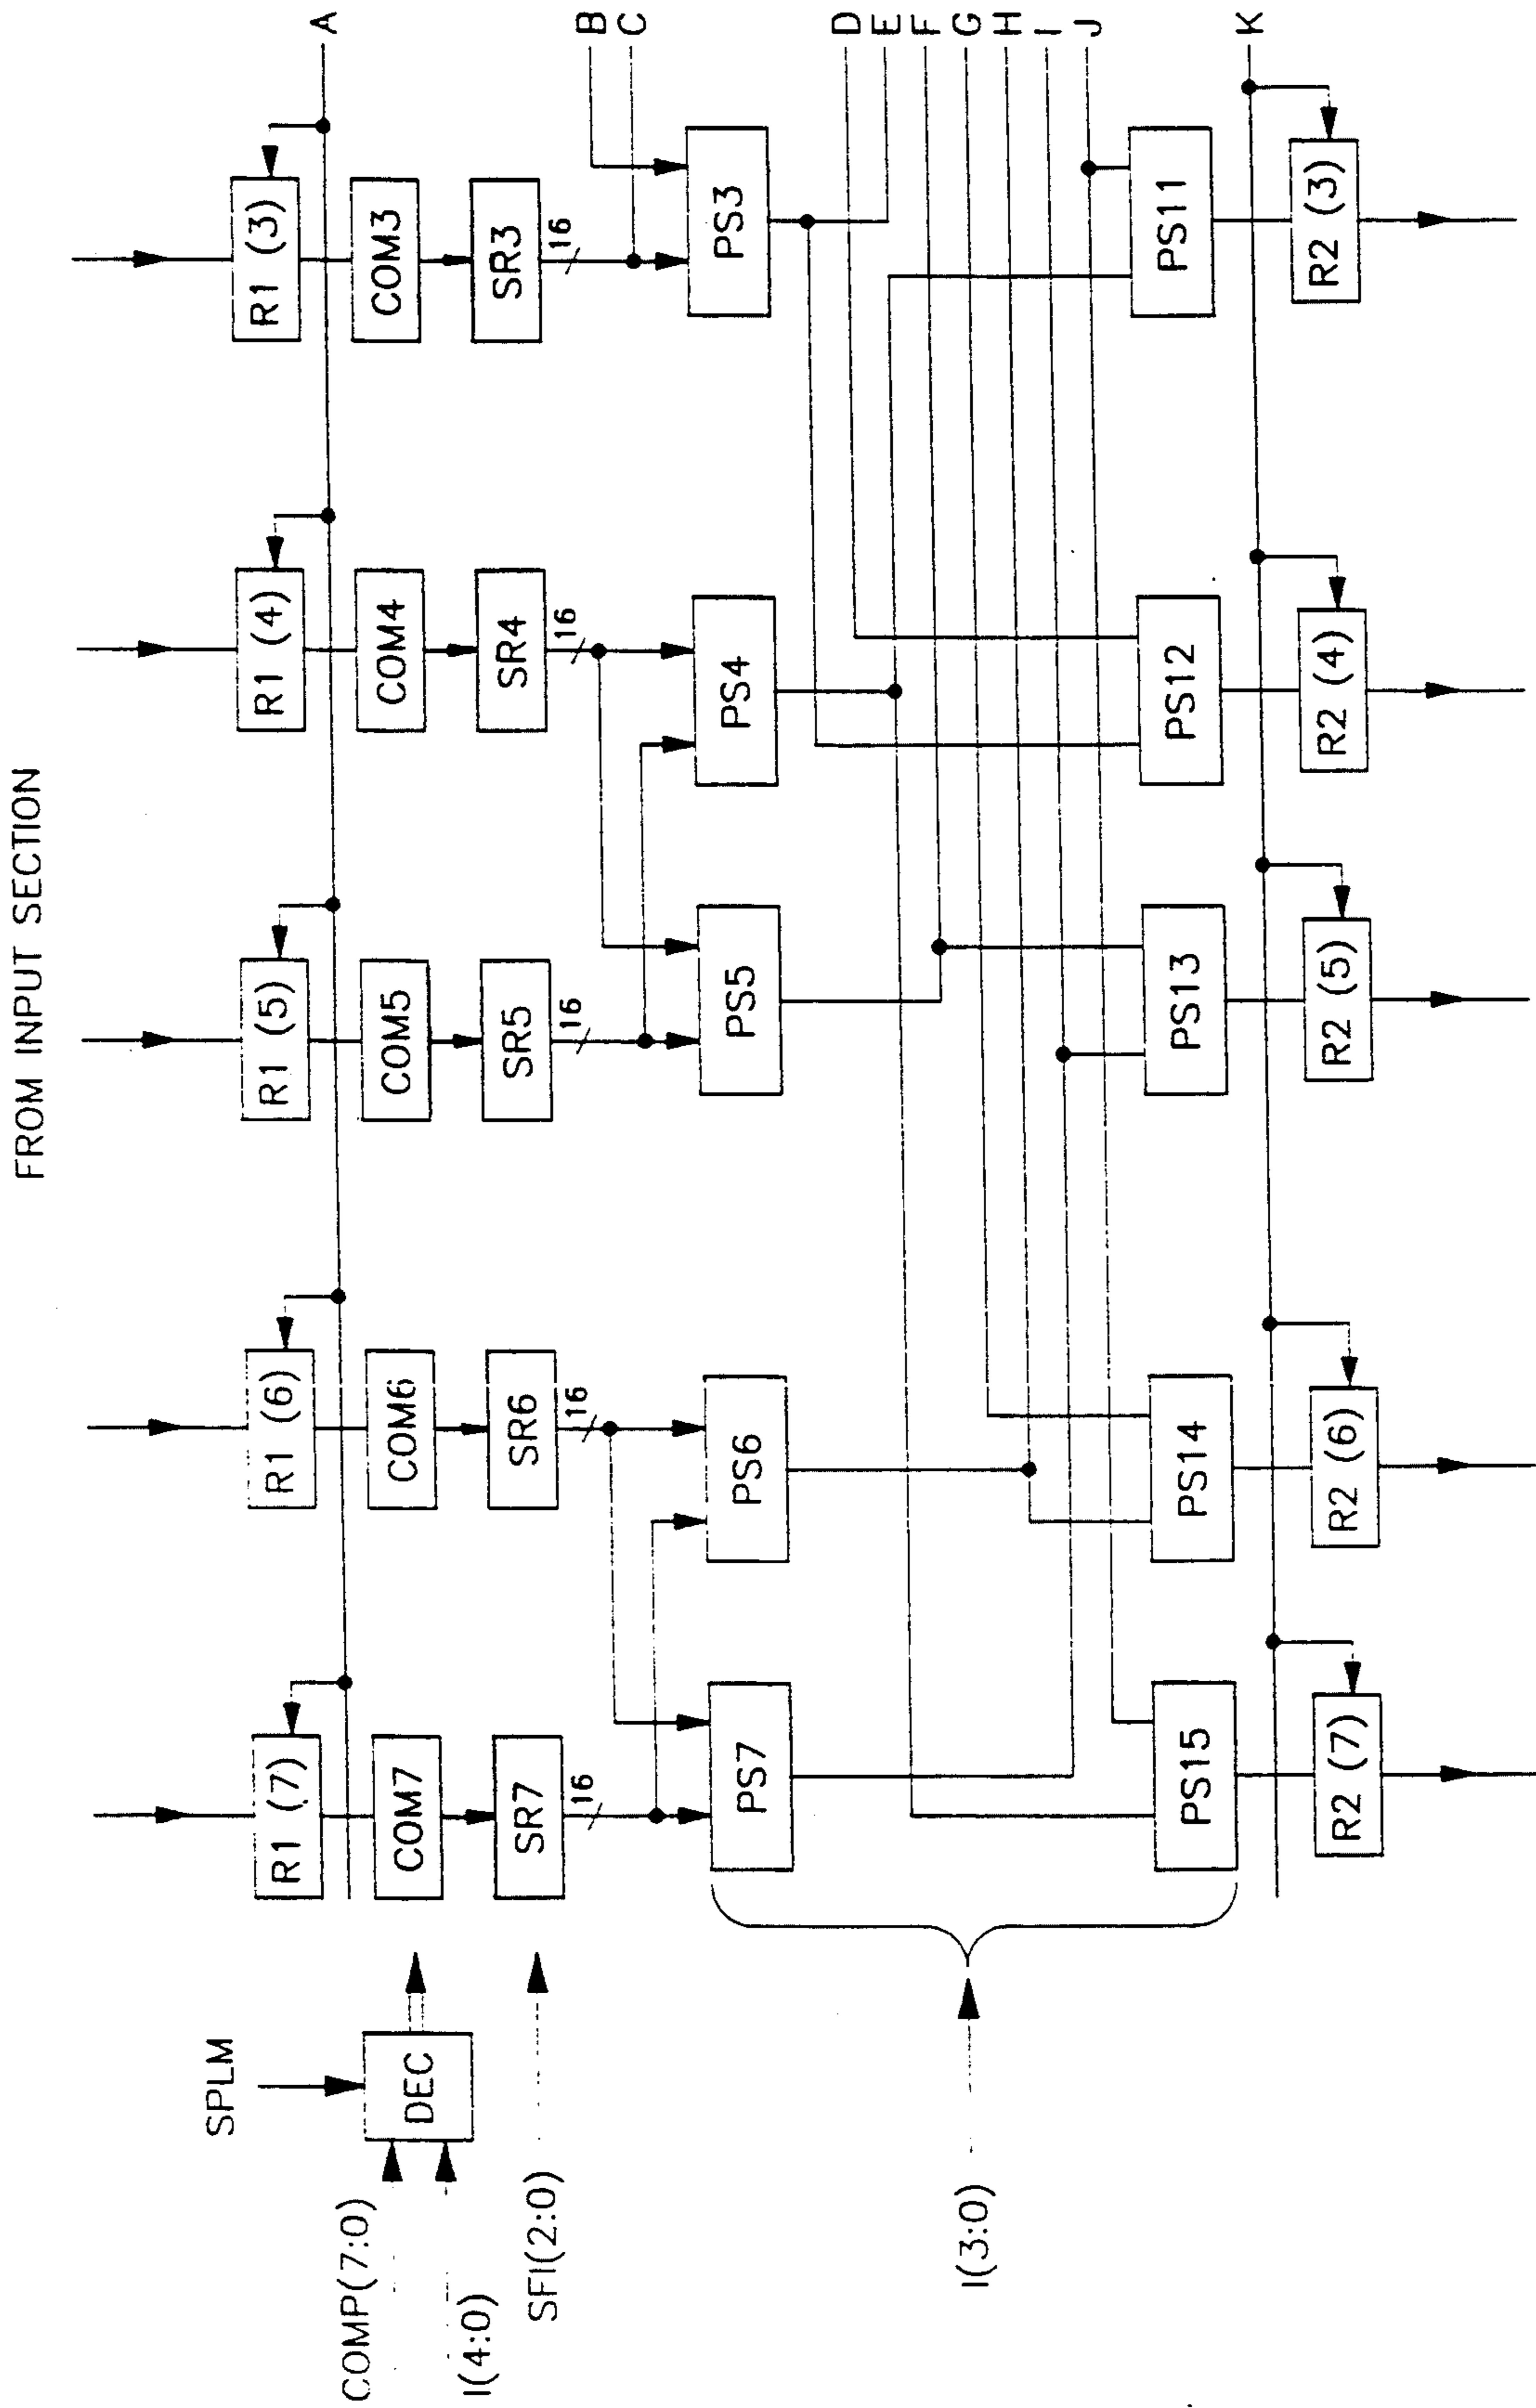 FROM INPUT SECTION
SPLM
COMP(7:0)
I(4:0)
DEC
SFI(2:0)
I(3:0)
R1 (7)
R1 (6)
R1 (5)
R1 (4)
R1 (3)
A
COM7
COM6
COM5
COM4
COM3
SR7
SR6
SR5
SR4
SR3
16
16
16
16
16
B
C
PS7
PS6
PS5
PS4
PS3
D
E
F
G
H
I
J
PS15
PS14
PS13
PS12
PS11
K
R2 (7)
R2 (6)
R2 (5)
R2 (4)
R2 (3)